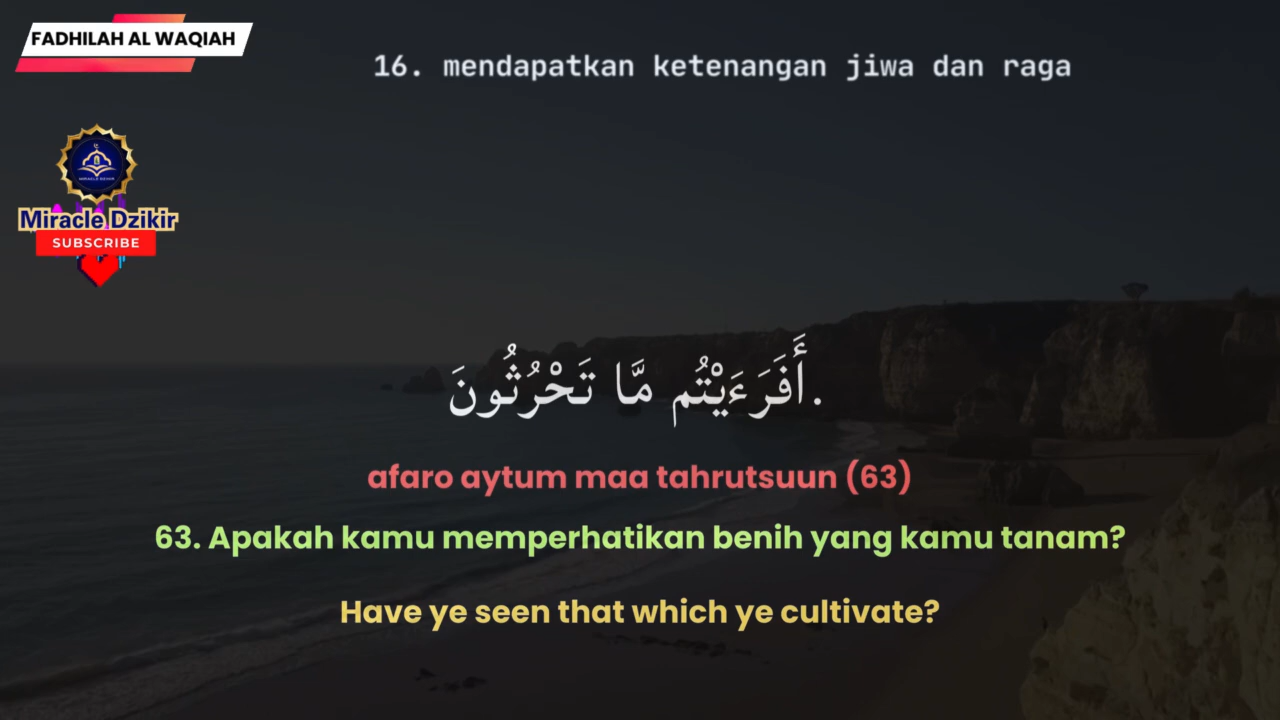 FADHILAH AL WAQIAH
16. mendapatkan ketenangan jiwa dan raga
Miracle Dzikir
SUBSCRIBE
أَفَرَءَيْتُم مَّا تَحْرُثُونَ.
afaro aytum maa tahrutsuun (63)
63. Apakah kamu memperhatikan benih yang kamu tanam?
Have ye seen that which ye cultivate?